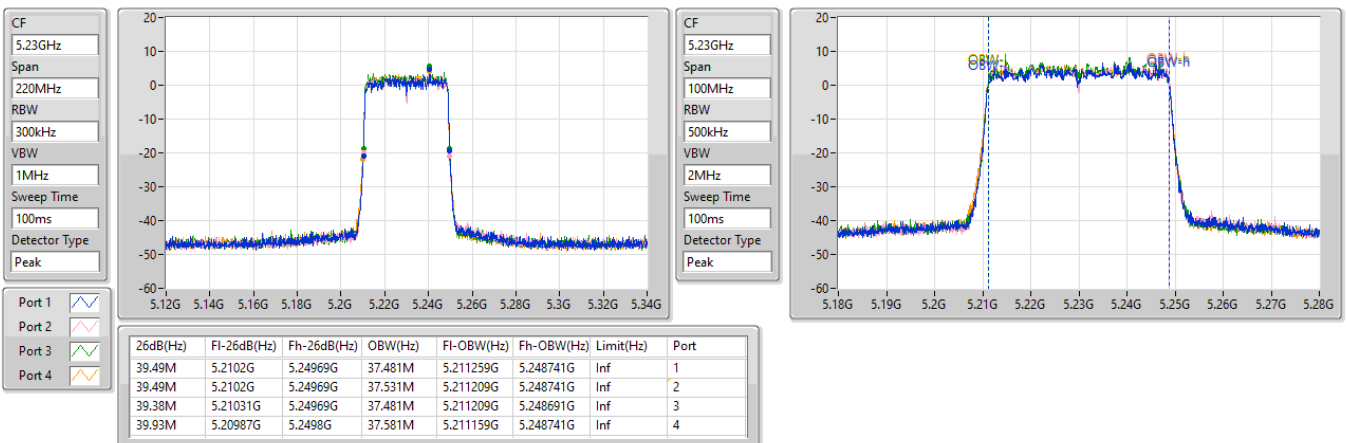 CF
5.23GHz
Span
220MHz
RBW
300kHz
VBW
1MHz
Sweep Time
100ms
Detector Type
Peak
20
10
0
-10
-20
-30
-40
-50
-60
5.12G 5.14G 5.16G 5.18G 5.2G 5.22G 5.24G 5.26G 5.28G 5.3G 5.32G 5.34G
CF
5.23GHz
Span
100MHz
RBW
500kHz
VBW
2MHz
Sweep Time
100ms
Detector Type
Peak
20
10
0
-10
-20
-30
-40
-50
-60
OBW-h
5.18G 5.19G 5.2G 5.21G 5.22G 5.23G 5.24G 5.25G 5.26G 5.27G 5.28G
Port 1
Port 2
Port 3
Port 4
26dB(Hz) Fl-26dB(Hz) Fh-26dB(Hz) OBW(Hz) Fl-OBW(Hz) Fh-OBW(Hz) Limit(Hz) Port
39.49M 5.2102G 5.24969G 37.481M 5.211259G 5.248741G Inf 1
39.49M 5.2102G 5.24969G 37.531M 5.211209G 5.248741G Inf 2
39.38M 5.21031G 5.24969G 37.481M 5.211209G 5.248691G Inf 3
39.93M 5.20987G 5.2498G 37.581M 5.211159G 5.248741G Inf 4